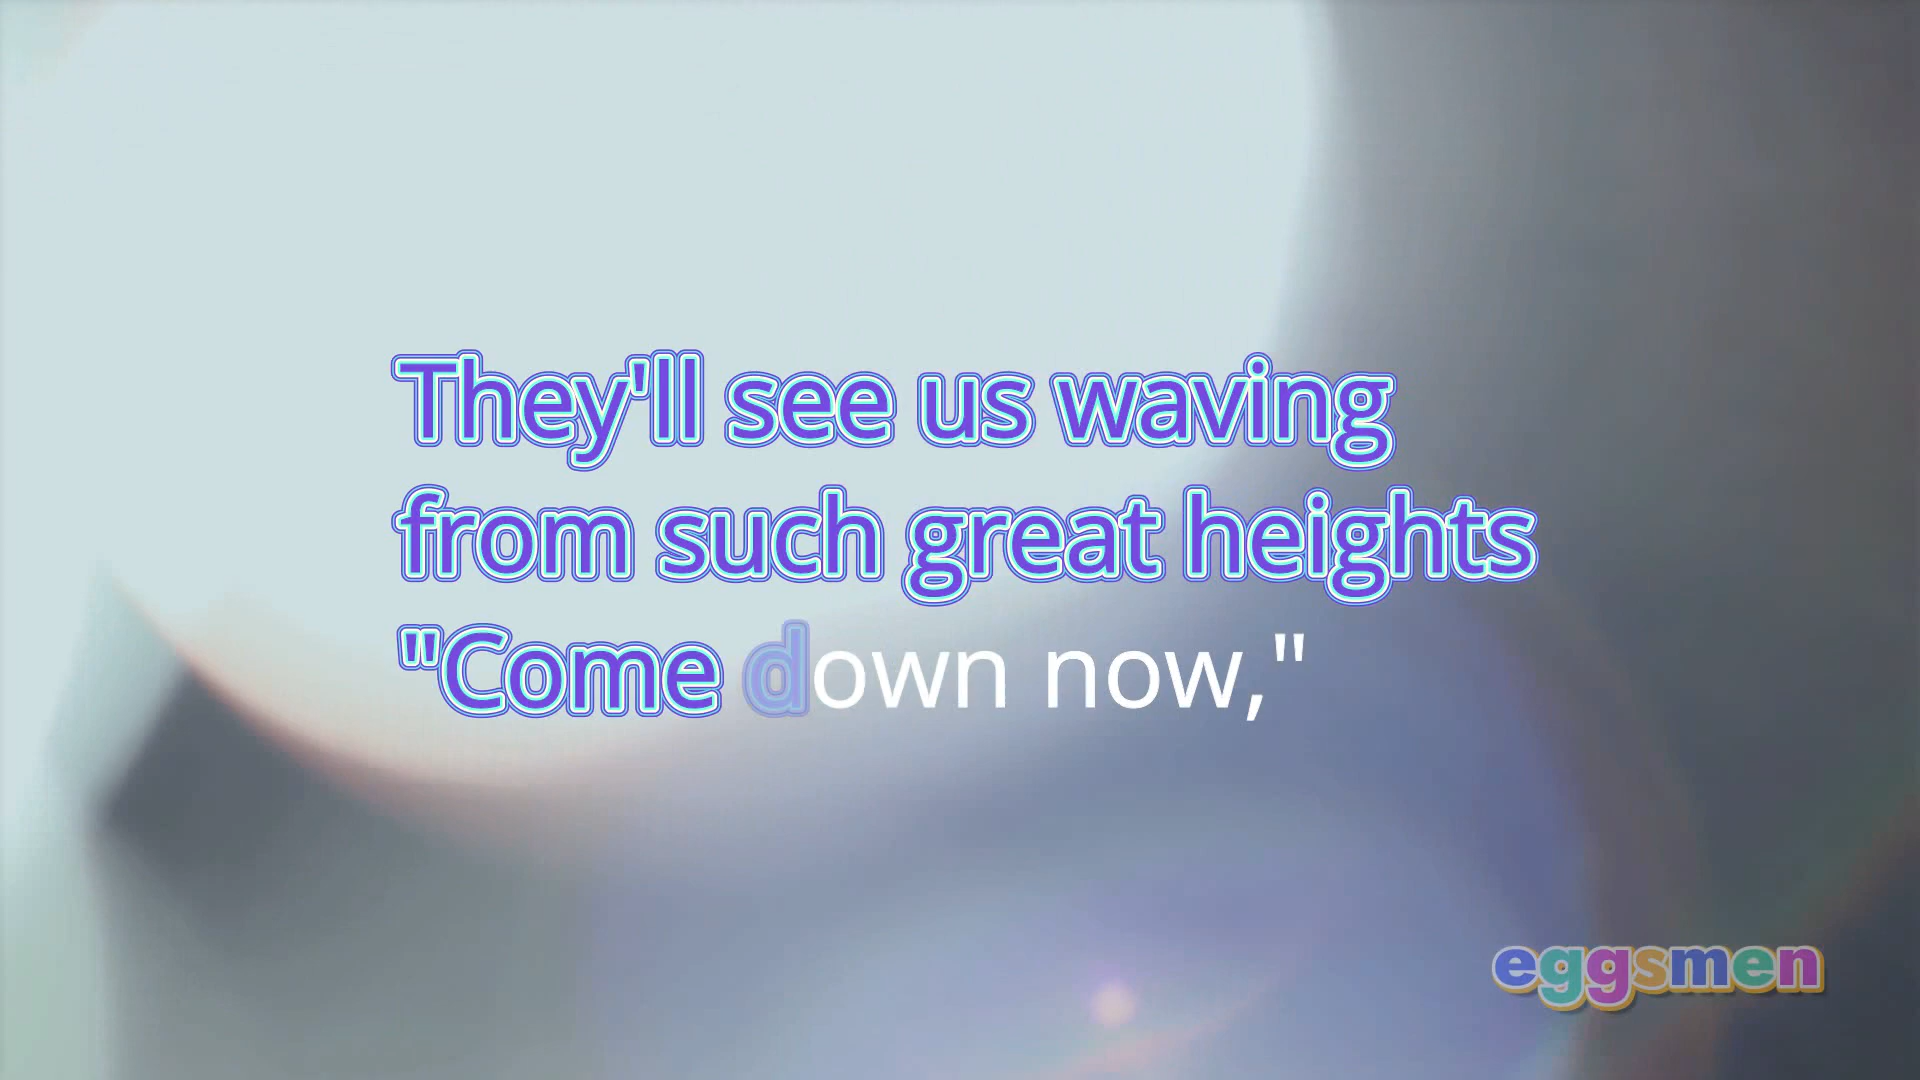 They'll see us waving
from such great heights
"Come down now,"
eggsmen